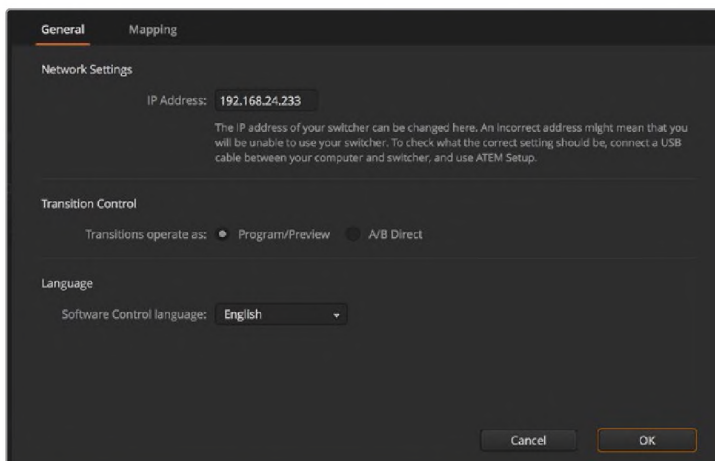 General Mapping
Network Settings
IP Address: 192.168.24.233
The IP address of your switcher can be changed here. An incorrect address might mean that you
will be unable to use your switcher. To check what the correct setting should be, connect a USB
cable between your computer and switcher, and use ATEM Setup.
Transition Control
Transitions operate as: Program/Preview A/B Direct
Language
Software Control language: English
Cancel OK